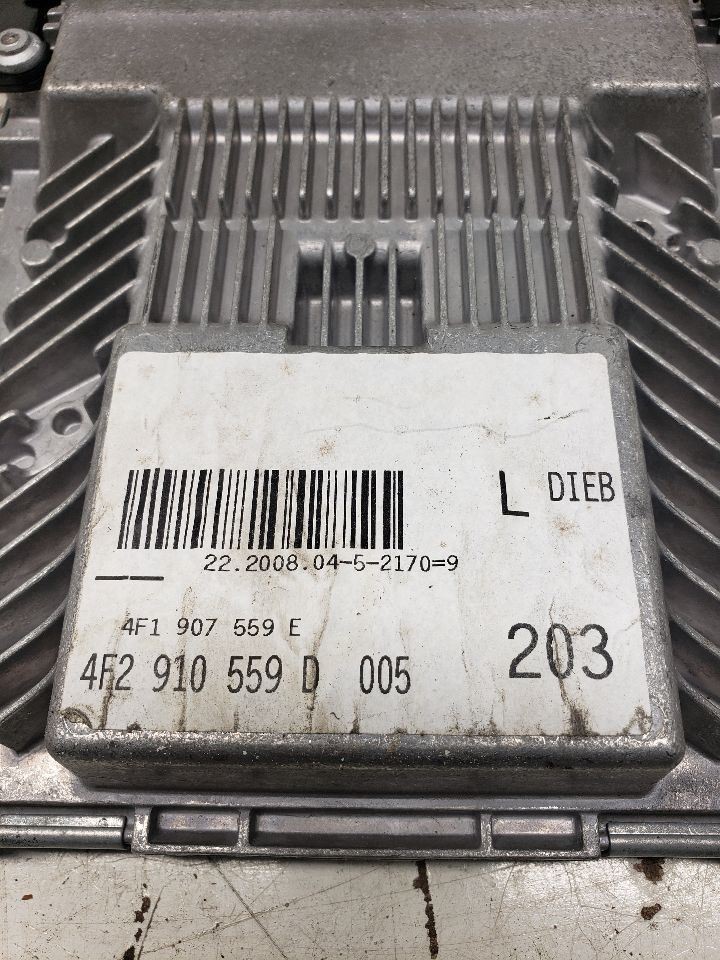 L DIEB
22.2008.04-5-2170=9
4F1 907 559 E
4F2 910 559 D 005
203